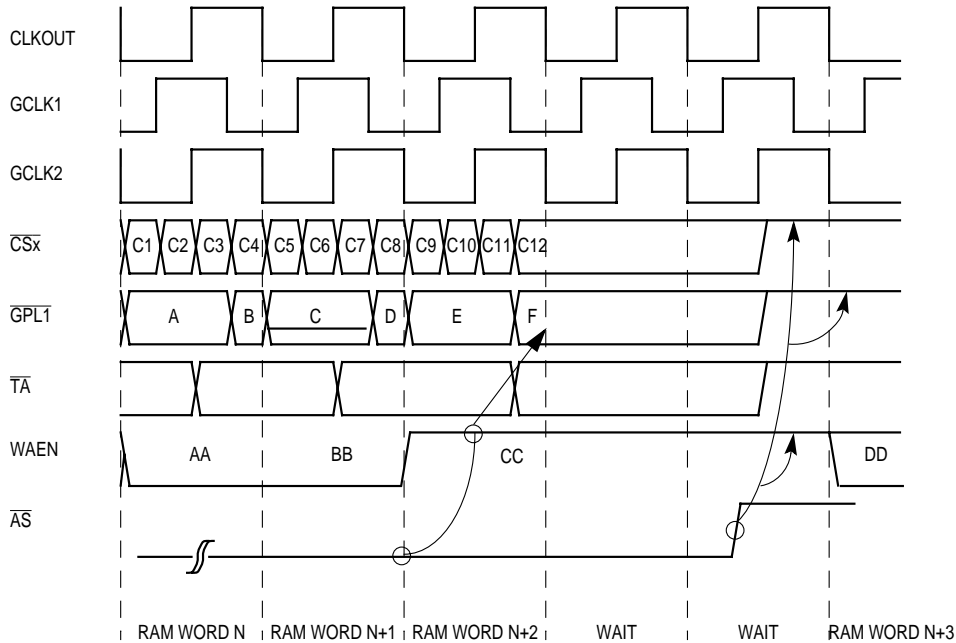 CLKOUT
GCLK1
GCLK2
CSx C1 C2 C3 C4 C5 C6 C7 C8 C9 C10 C11 C12
GPL1 A B C D E F
TA
WAEN AA BB CC DD
AS
RAM WORD N RAM WORD N+1 RAM WORD N+2 WAIT WAIT RAM WORD N+3